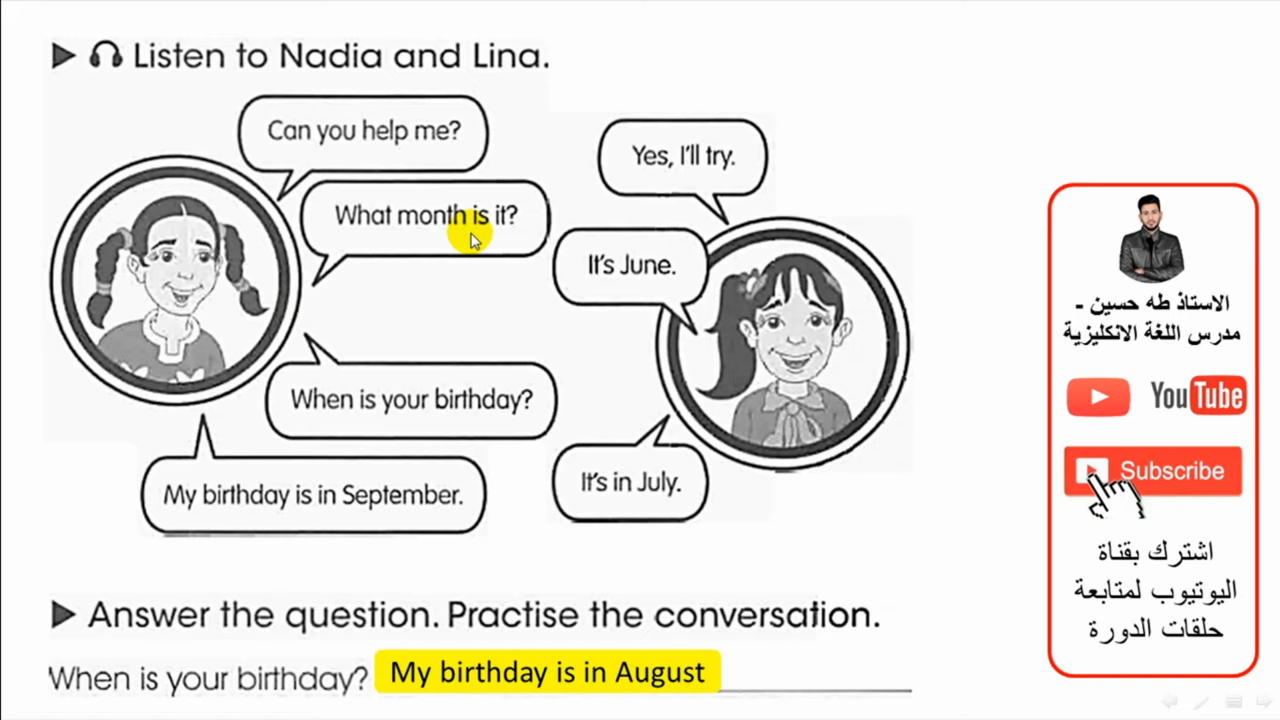 Listen to Nadia and Lina.
Can you help me?
Yes, I'll try.
What month is it?
It's June.
When is your birthday?
It's in July.
My birthday is in September.
Answer the question. Practise the conversation.
When is your birthday? My birthday is in August
الاستاذ طه حسين -
مدرس اللغة الانكليزية
YouTube
Subscribe
اشترك بقناة
اليوتيوب لمتابعة
حلقات الدورة